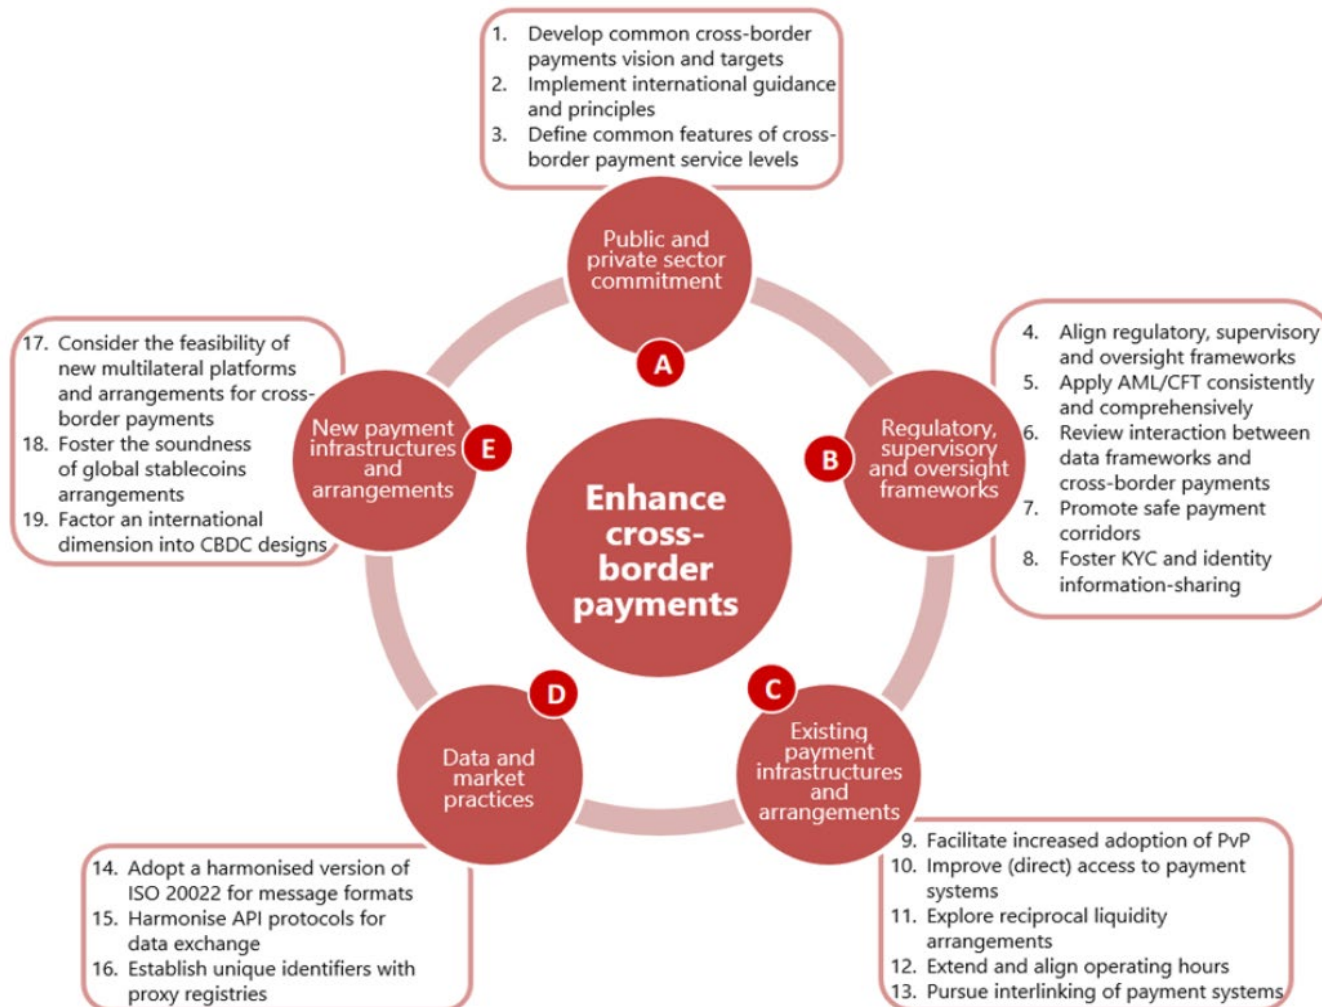 1. Develop common cross-border
payments vision and targets
2. Implement international guidance
and principles
3. Define common features of cross-
border payment service levels
Public and
private sector
commitment
A
4. Align regulatory, supervisory
and oversight frameworks
5. Apply AML/CFT consistently
and comprehensively
6. Review interaction between
data frameworks and
cross-border payments
7. Promote safe payment
corridors
8. Foster KYC and identity
information-sharing
Regulatory,
supervisory
and oversight
frameworks
B
17. Consider the feasibility of
new multilateral platforms
and arrangements for cross-
border payments
18. Foster the soundness
of global stablecoins
arrangements
19. Factor an international
dimension into CBDC designs
New payment
infrastructures
and
arrangements
E
Enhance
cross-
border
payments
D
Data and
market
practices
C
Existing
payment
infrastructures
and
arrangements
14. Adopt a harmonised version of
ISO 20022 for message formats
15. Harmonise API protocols for
data exchange
16. Establish unique identifiers with
proxy registries
9. Facilitate increased adoption of PvP
10. Improve (direct) access to payment
systems
11. Explore reciprocal liquidity
arrangements
12. Extend and align operating hours
13. Pursue interlinking of payment systems